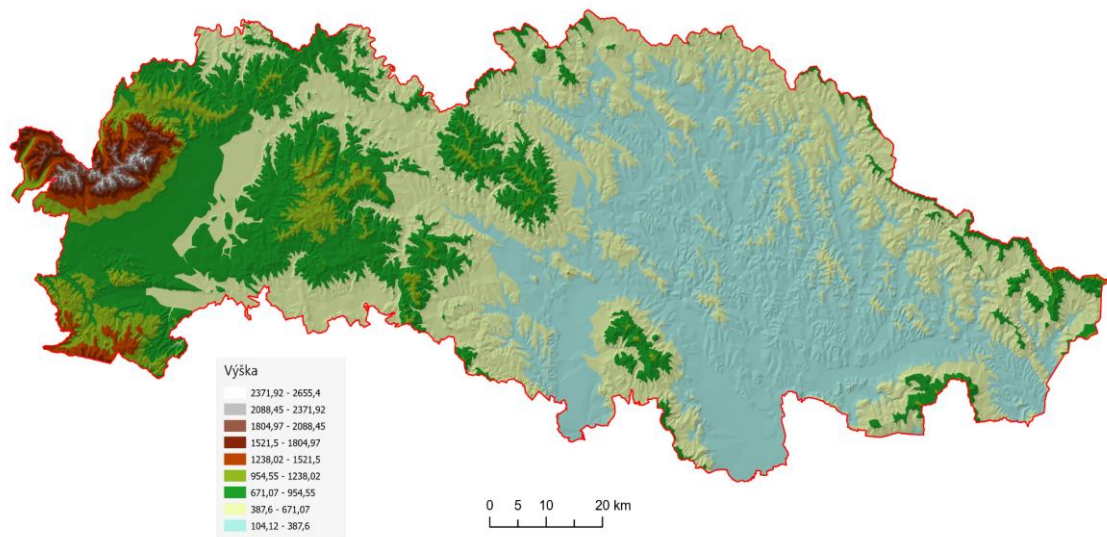 Výška
2371,92 - 2655,4
2088,45 - 2371,92
1804,97 - 2088,45
1521,5 - 1804,97
1238,02 - 1521,5
954,55 - 1238,02
671,07 - 954,55
387,6 - 671,07
104,12 - 387,6
0 5 10 20 km